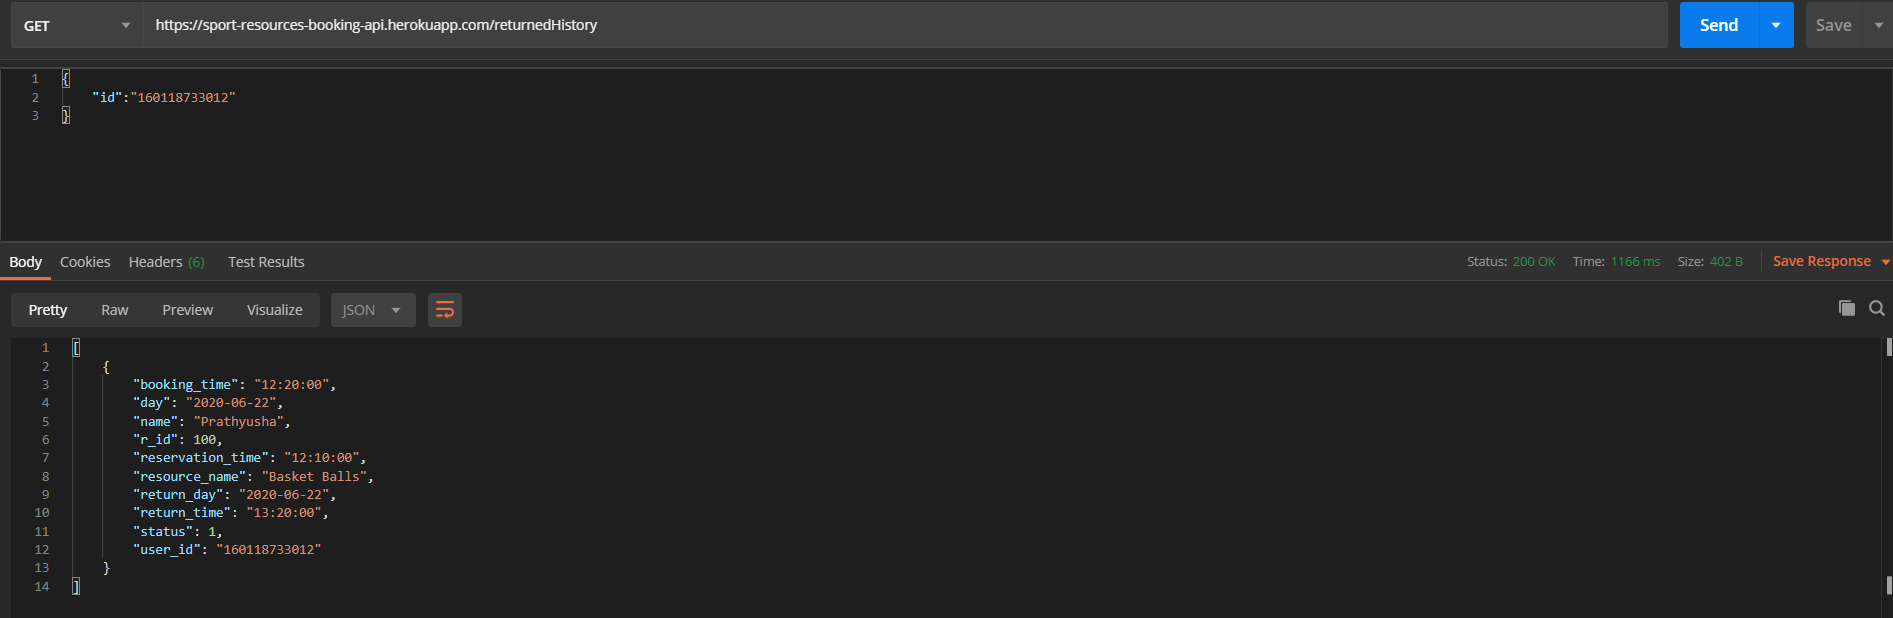 GET https://sport-resources-booking-api.herokuapp.com/returnedHistory Send Save
1 {
2 "id":"160118733012"
3 }
Body Cookies Headers (6) Test Results Status: 200 OK Time: 1166 ms Size: 402 B Save Response
Pretty Raw Preview Visualize JSON
1 [
2 {
3 "booking_time": "12:20:00",
4 "day": "2020-06-22",
5 "name": "Prathyusha",
6 "r_id": 100,
7 "reservation_time": "12:10:00",
8 "resource_name": "Basket Balls",
9 "return_day": "2020-06-22",
10 "return_time": "13:20:00",
11 "status": 1,
12 "user_id": "160118733012"
13 }
14 ]